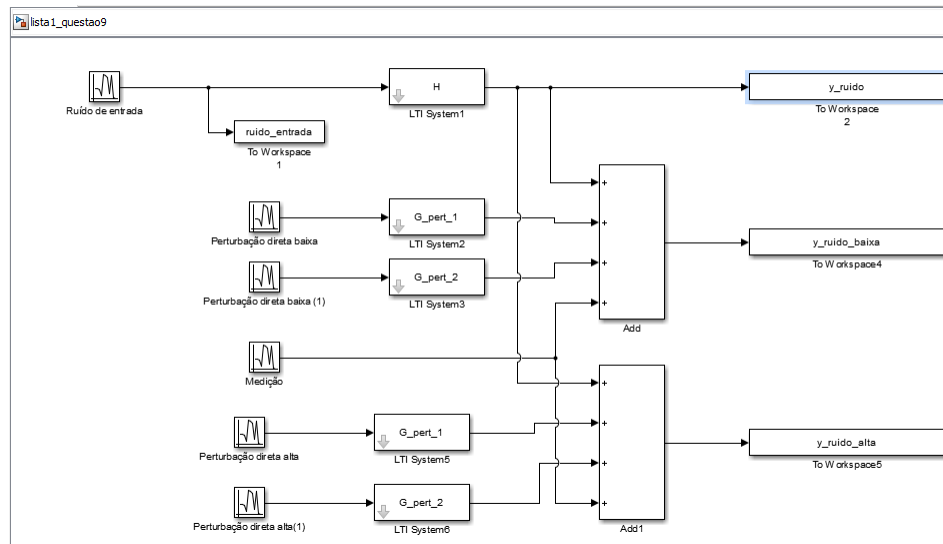 lista1_questao9
Ruído de entrada
H
LTI System1
y_ruido
To Workspace
2
ruido_entrada
To Workspace
1
+
Perturbação direta baixa
G_pert_1
LTI System2
+
Perturbação direta baixa (1)
G_pert_2
LTI System3
+
+
Add
y_ruido_baixa
To Workspace4
Medição
+
Perturbação direta alta
G_pert_1
LTI System5
+
Perturbação direta alta(1)
G_pert_2
LTI System6
+
+
Add1
y_ruido_alta
To Workspace5